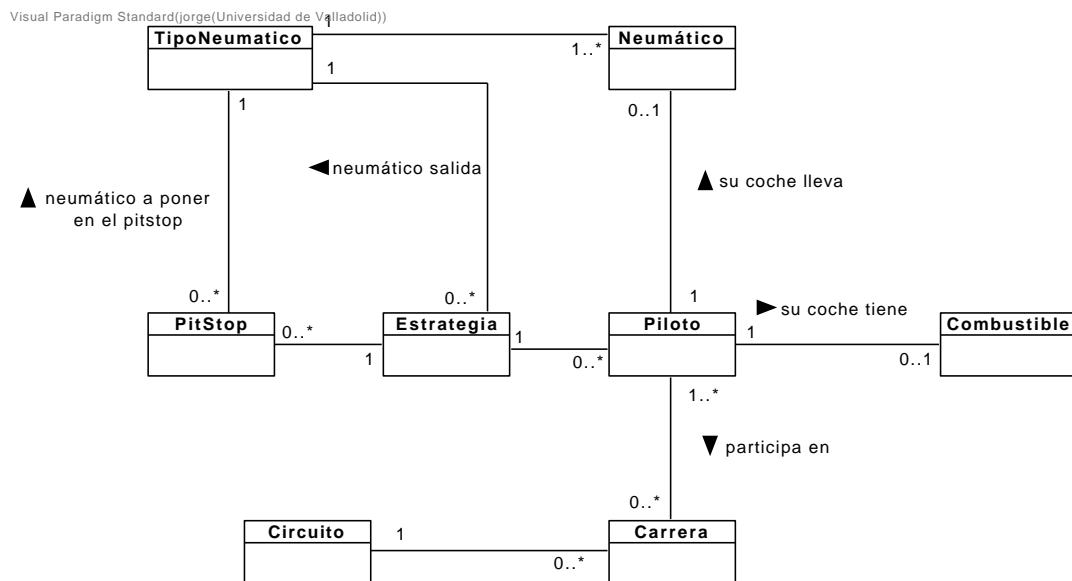 Visual Paradigm Standard(jorge(Universidad de Valladolid))
1
TipoNeumatico
Neumático
1..*
1
1
0..1
neumático salida
su coche lleva
neumático a poner
en el pitstop
0..*
0..*
1
su coche tiene
PitStop
Estrategia
Piloto
Combustible
0..*
1
1
1
0..*
0..1
1..*
participa en
0..*
Circuito
Carrera
1
0..*